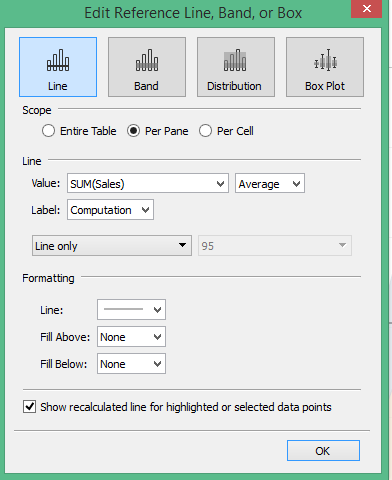 Edit Reference Line, Band, or Box
Line Band Distribution Box Plot
Scope
Entire Table Per Pane Per Cell
Line
Value: SUM(Sales) Average
Label: Computation
Line only 95
Formatting
Line:
Fill Above: None
Fill Below: None
Show recalculated line for highlighted or selected data points
OK